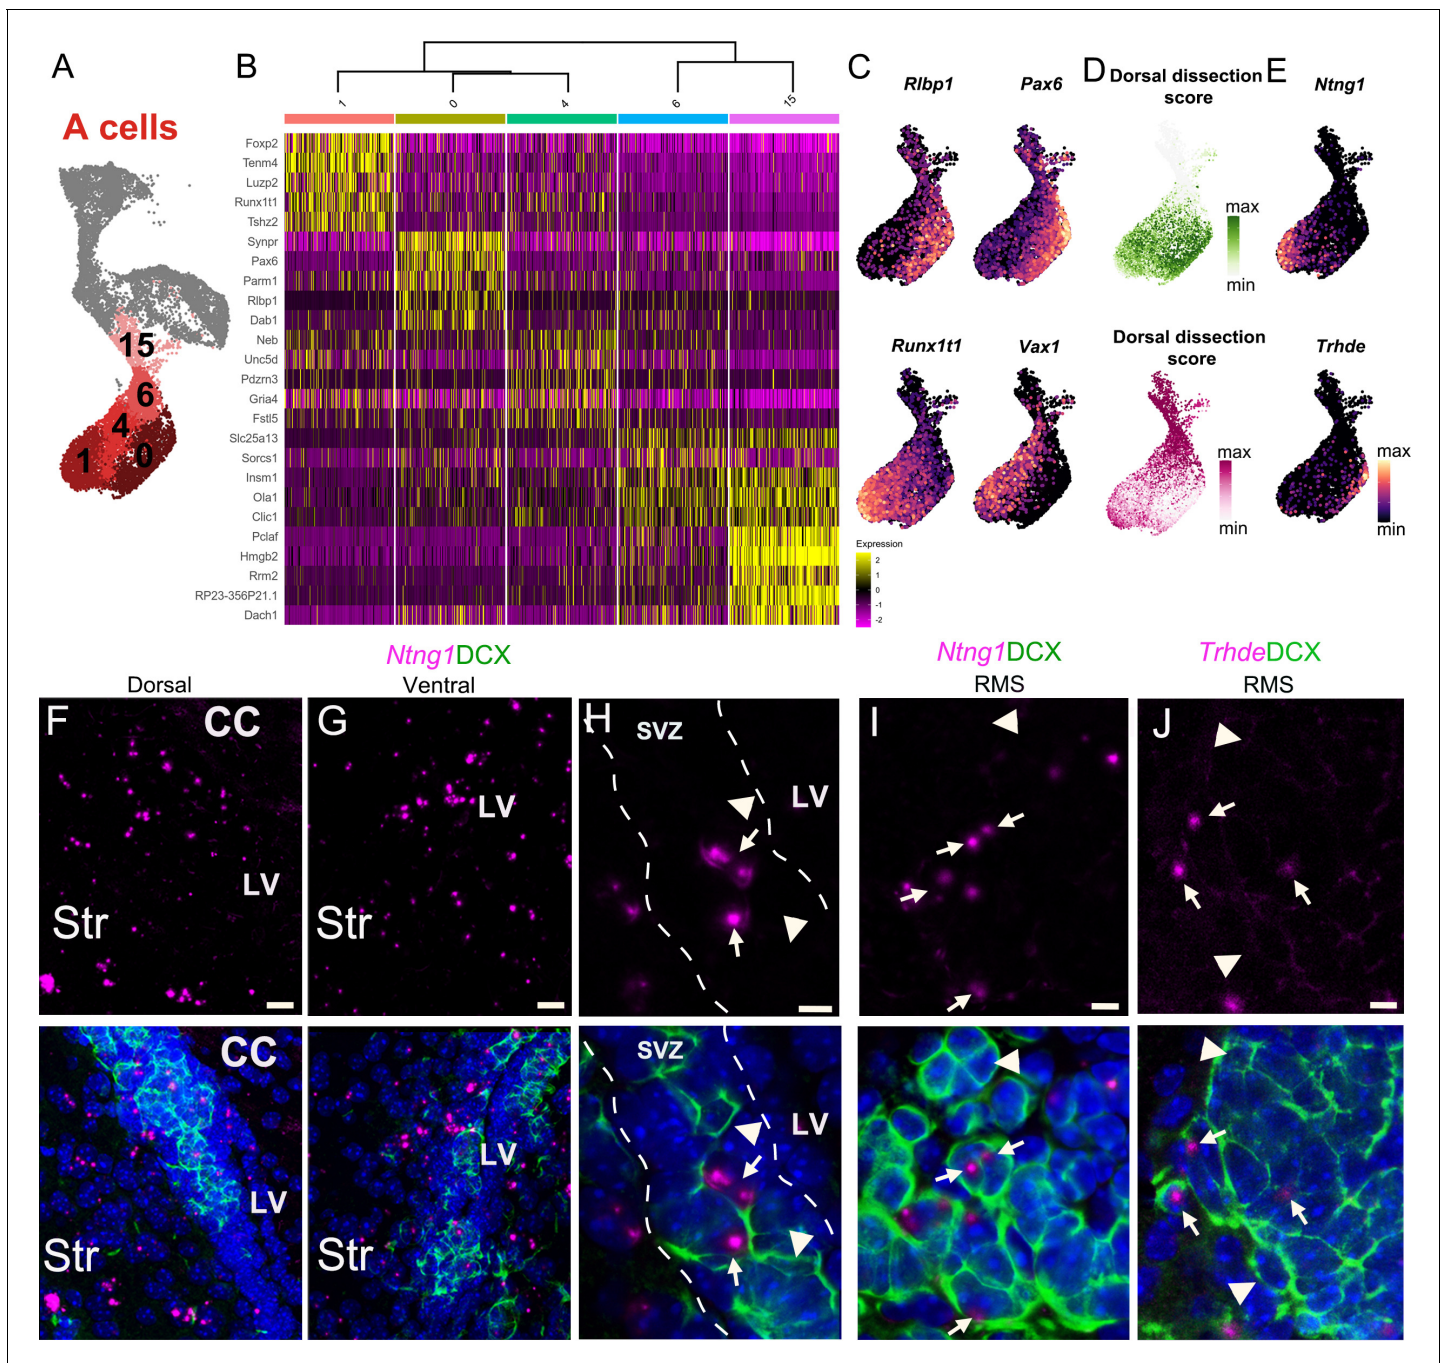 A
A cells
15
6
4
1
0
B
1
0
4
6
15
Foxp2
Tenm4
Luzp2
Runx1t1
Tshz2
Synpr
Pax6
Parm1
Rlbp1
Dab1
Neb
Unc5d
Pdzrn3
Gria4
Fstl5
Slc25a13
Sorcs1
Insm1
Ola1
Clic1
Pclaf
Hmgb2
Rrm2
RP23-356P21.1
Dach1
Expression
2
1
0
-1
-2
C
Rlbp1
Pax6
Runx1t1
Vax1
D
Dorsal dissection
score
max
min
Dorsal dissection
score
max
min
E
Ntng1
Trhde
max
min
Ntng1DCX
Dorsal
Ventral
Ntng1DCX
RMS
TrhdeDCX
RMS
F
CC
LV
Str
G
LV
Str
H
SVZ
LV
I
J
CC
LV
Str
LV
Str
SVZ
LV